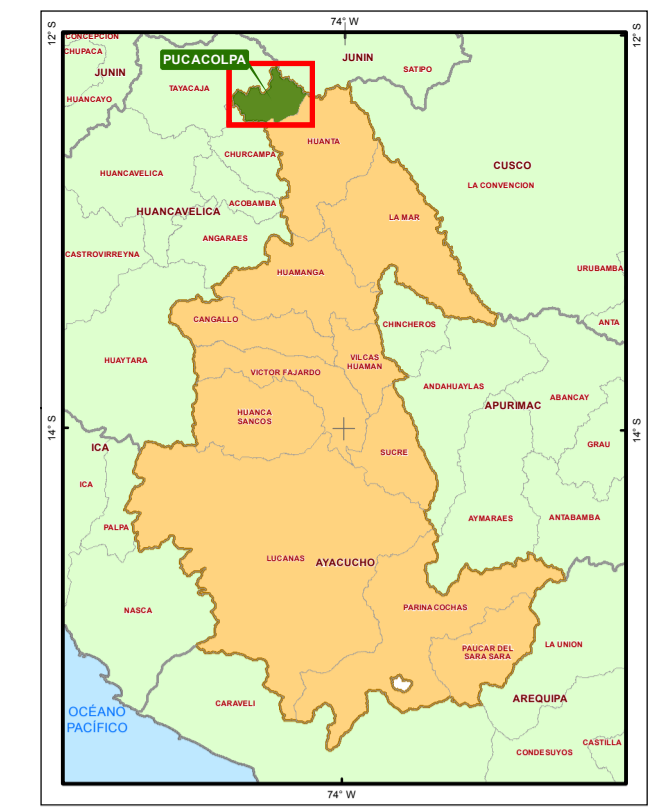 74° W
12° S
12° S
CONCEPCION
CHUPACA
JUNIN
PUCACOLPA
JUNIN
SATIPO
TAYACAJA
HUANCAYO
HUANTA
CHURCAMPA
CUSCO
HUANCAVELICA
LA CONVENCION
ACOBAMBA
HUANCAVELICA
LA MAR
ANGARAES
CASTROVIRREYNA
URUBAMBA
HUAMANGA
CANGALLO
CHINCHEROS
ANTA
HUAYTARA
VILCAS
HUAMAN
VICTOR FAJARDO
ANDAHUAYLAS
ABANCAY
APURIMAC
HUANCA
SANCOS
14° S
14° S
GRAU
ICA
SUCRE
ICA
AYMARAES
ANTABAMBA
PALPA
LUCANAS
AYACUCHO
NASCA
PARINACOCHAS
PAUCAR DEL
SARA SARA
LA UNION
CARAVELI
AREQUIPA
OCÉANO
PACÍFICO
CASTILLA
CONDESUYOS
74° W